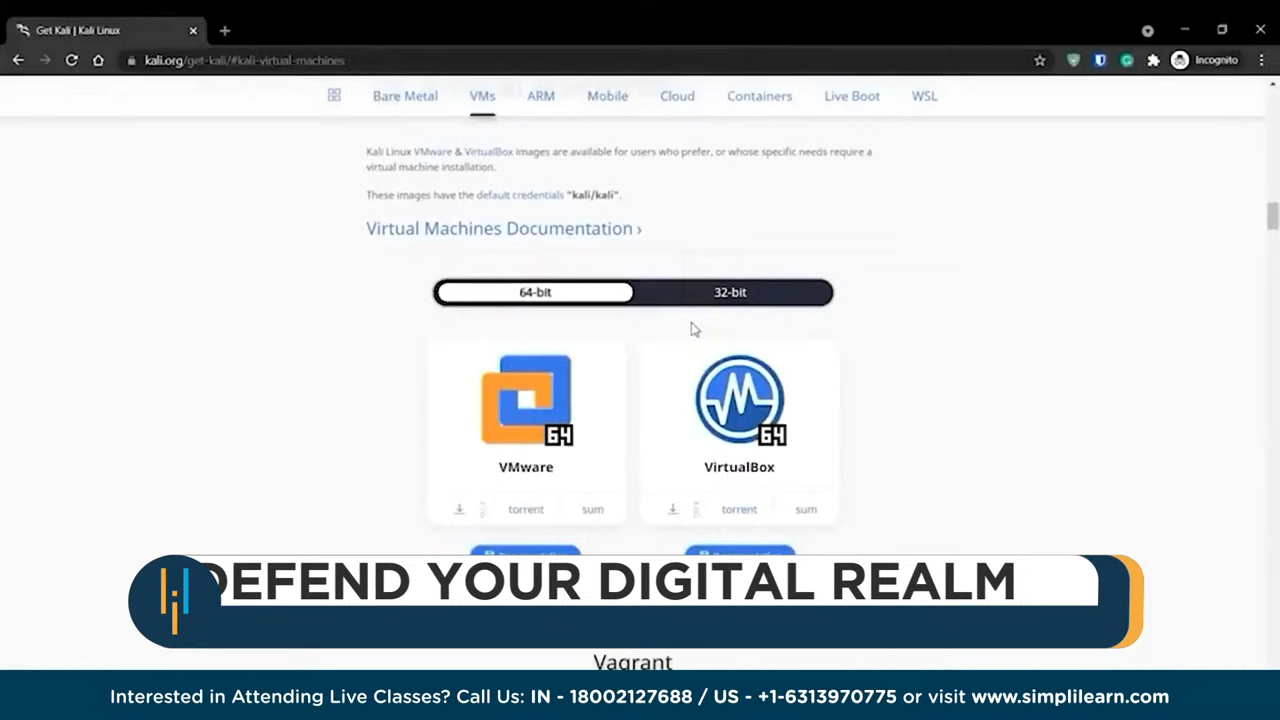 Get Kali | Kali Linux
kali.org/get-kali/#kali-virtual-machines
Incognito
Bare Metal VMs ARM Mobile Cloud Containers Live Boot WSL
Kali Linux VMware & VirtualBox images are available for users who prefer, or whose specific needs require a
virtual machine installation.
These images have the default credentials "kali/kali".
Virtual Machines Documentation ›
64-bit 32-bit
64 64
VMware VirtualBox
torrent sum torrent sum
DEFEND YOUR DIGITAL REALM
Vagrant
Interested in Attending Live Classes? Call Us: IN - 18002127688 / US - +1-6313970775 or visit www.simplilearn.com